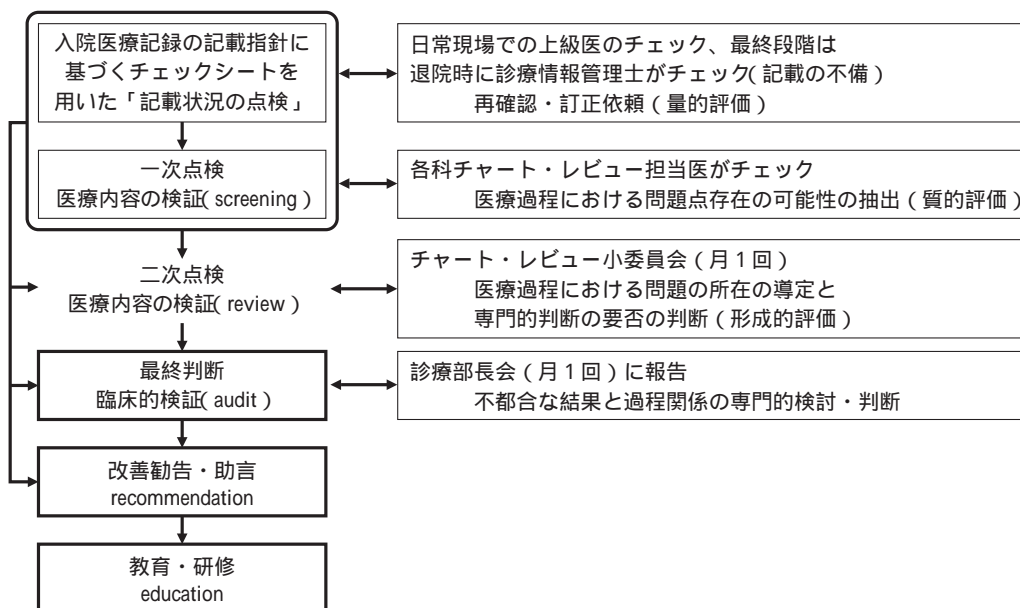 入院医療記録の記載指針に
基づくチェックシートを
用いた「記載状況の点検」
日常現場での上級医のチェック、最終段階は
退院時に診療情報管理士がチェック(記載の不備)
再確認・訂正依頼(量的評価)
一次点検
医療内容の検証(screening)
各科チャート・レビュー担当医がチェック
医療過程における問題点存在の可能性の抽出(質的評価)
二次点検
医療内容の検証(review)
チャート・レビュー小委員会(月1回)
医療過程における問題の所在の導定と
専門的判断の要否の判断(形成的評価)
最終判断
臨床的検証(audit)
診療部長会(月1回)に報告
不都合な結果と過程関係の専門的検討・判断
改善勧告・助言
recommendation
教育・研修
education